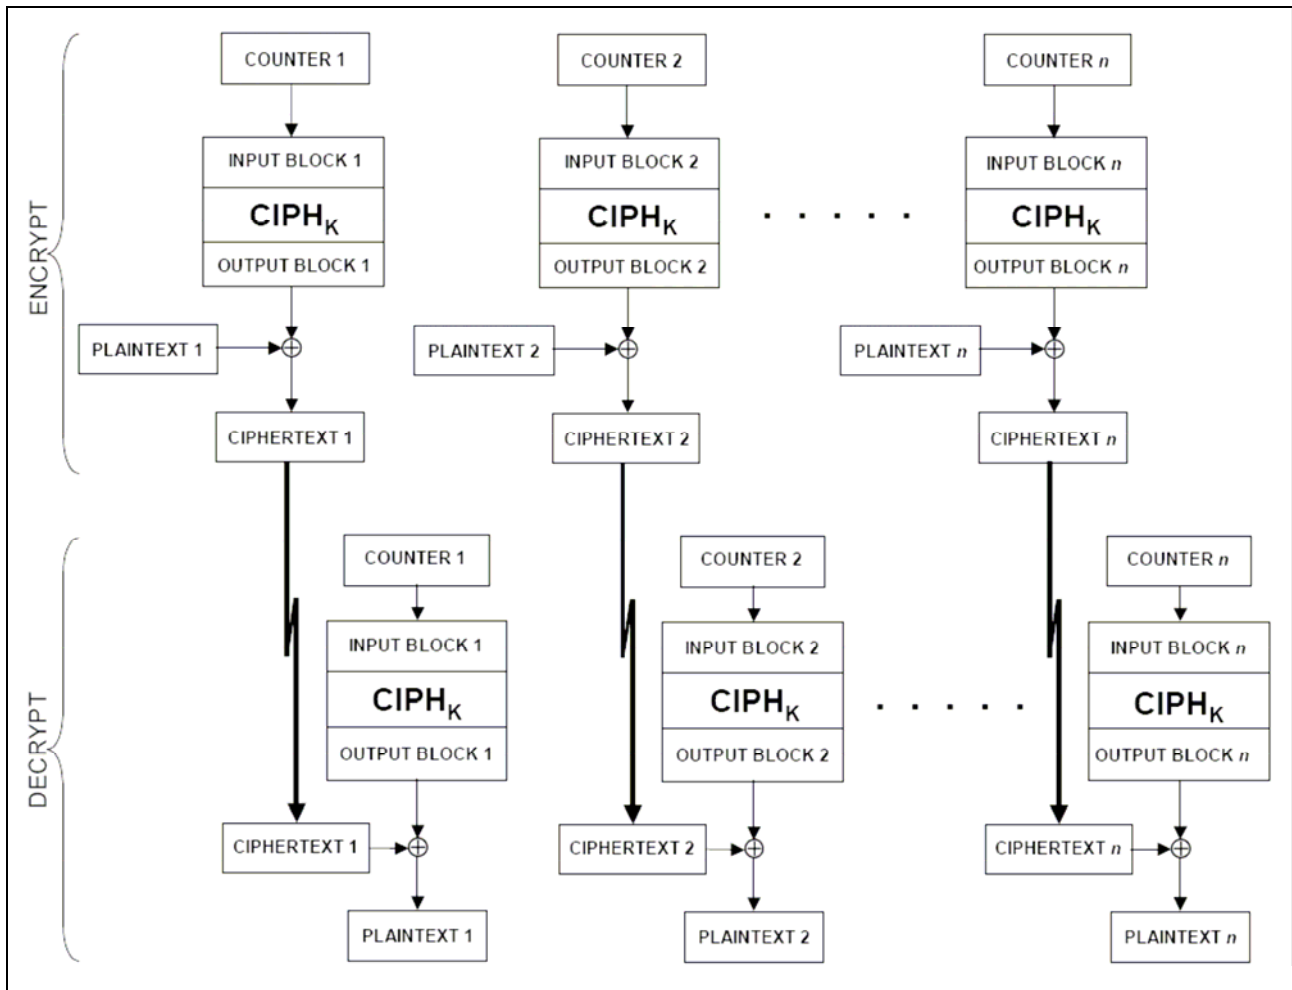 ENCRYPT
COUNTER 1
COUNTER 2
COUNTER n
INPUT BLOCK 1
INPUT BLOCK 2
INPUT BLOCK n
CIPHK
CIPHK
. . . . .
CIPHK
OUTPUT BLOCK 1
OUTPUT BLOCK 2
OUTPUT BLOCK n
PLAINTEXT 1
PLAINTEXT 2
PLAINTEXT n
CIPHERTEXT 1
CIPHERTEXT 2
CIPHERTEXT n
DECRYPT
COUNTER 1
COUNTER 2
COUNTER n
INPUT BLOCK 1
INPUT BLOCK 2
INPUT BLOCK n
CIPHK
CIPHK
. . . . .
CIPHK
OUTPUT BLOCK 1
OUTPUT BLOCK 2
OUTPUT BLOCK n
CIPHERTEXT 1
CIPHERTEXT 2
CIPHERTEXT n
PLAINTEXT 1
PLAINTEXT 2
PLAINTEXT n